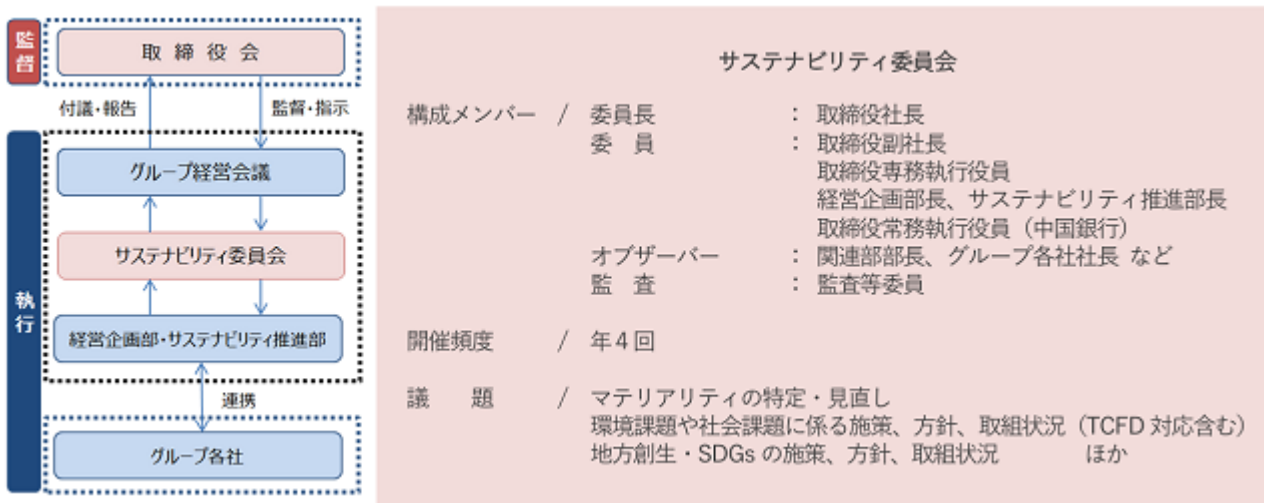 監督
取締役会
付議・報告
監督・指示
グループ経営会議
サステナビリティ委員会
執行
経営企画部・サステナビリティ推進部
連携
グループ各社
サステナビリティ委員会
構成メンバー / 委員長 : 取締役社長
委 員 : 取締役副社長
取締役専務執行役員
経営企画部長、サステナビリティ推進部長
取締役常務執行役員（中国銀行）
オブザーバー : 関連部部長、グループ各社社長 など
監 査 : 監査等委員
開催頻度 / 年4回
議 題 / マテリアリティの特定・見直し
環境課題や社会課題に係る施策、方針、取組状況（TCFD 対応含む）
地方創生・SDGs の施策、方針、取組状況 ほか